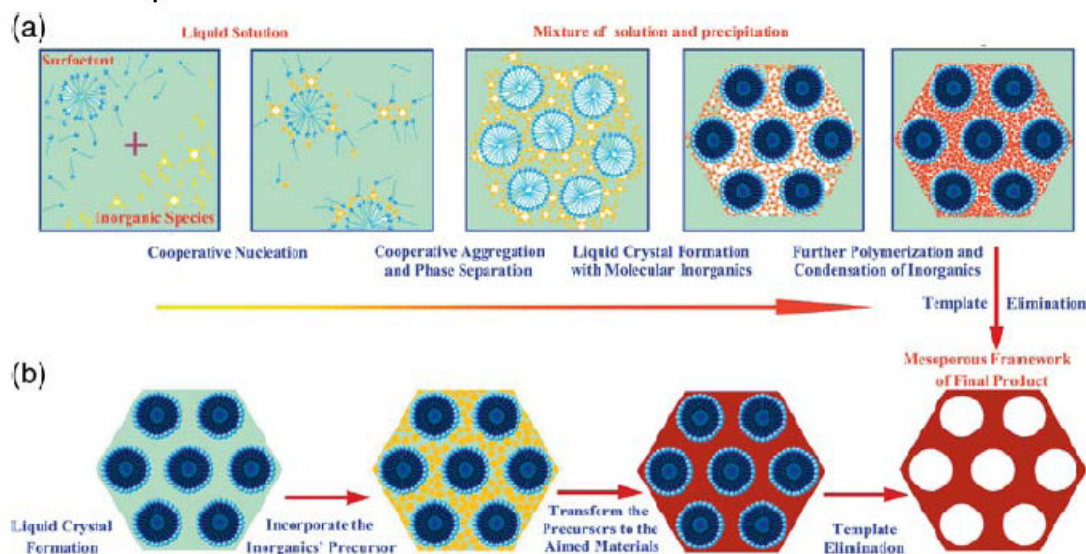 (a)
Liquid Solution
Mixture of solution and precipitation
Surfactant
Inorganic Species
Cooperative Nucleation
Cooperative Aggregation
and Phase Separation
Liquid Crystal Formation
with Molecular Inorganics
Further Polymerization and
Condensation of Inorganics
Template Elimination
(b)
Mesoporous Framework
of Final Product
Liquid Crystal
Formation
Incorporate the
Inorganics' Precursor
Transform the
Precursors to the
Aimed Materials
Template
Elimination